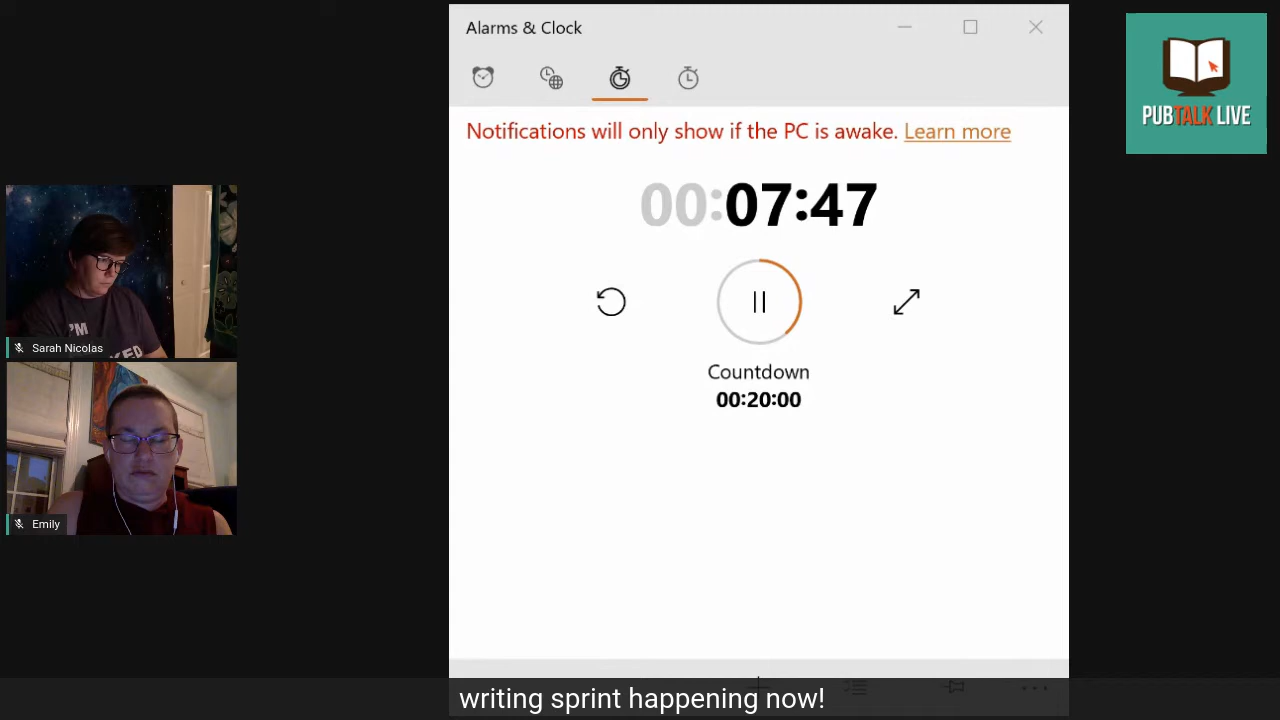 Alarms & Clock
Notifications will only show if the PC is awake. Learn more
00:07:47
Countdown
00:20:00
PUBTALK LIVE
I'M
Sarah Nicolas
Emily
writing sprint happening now!